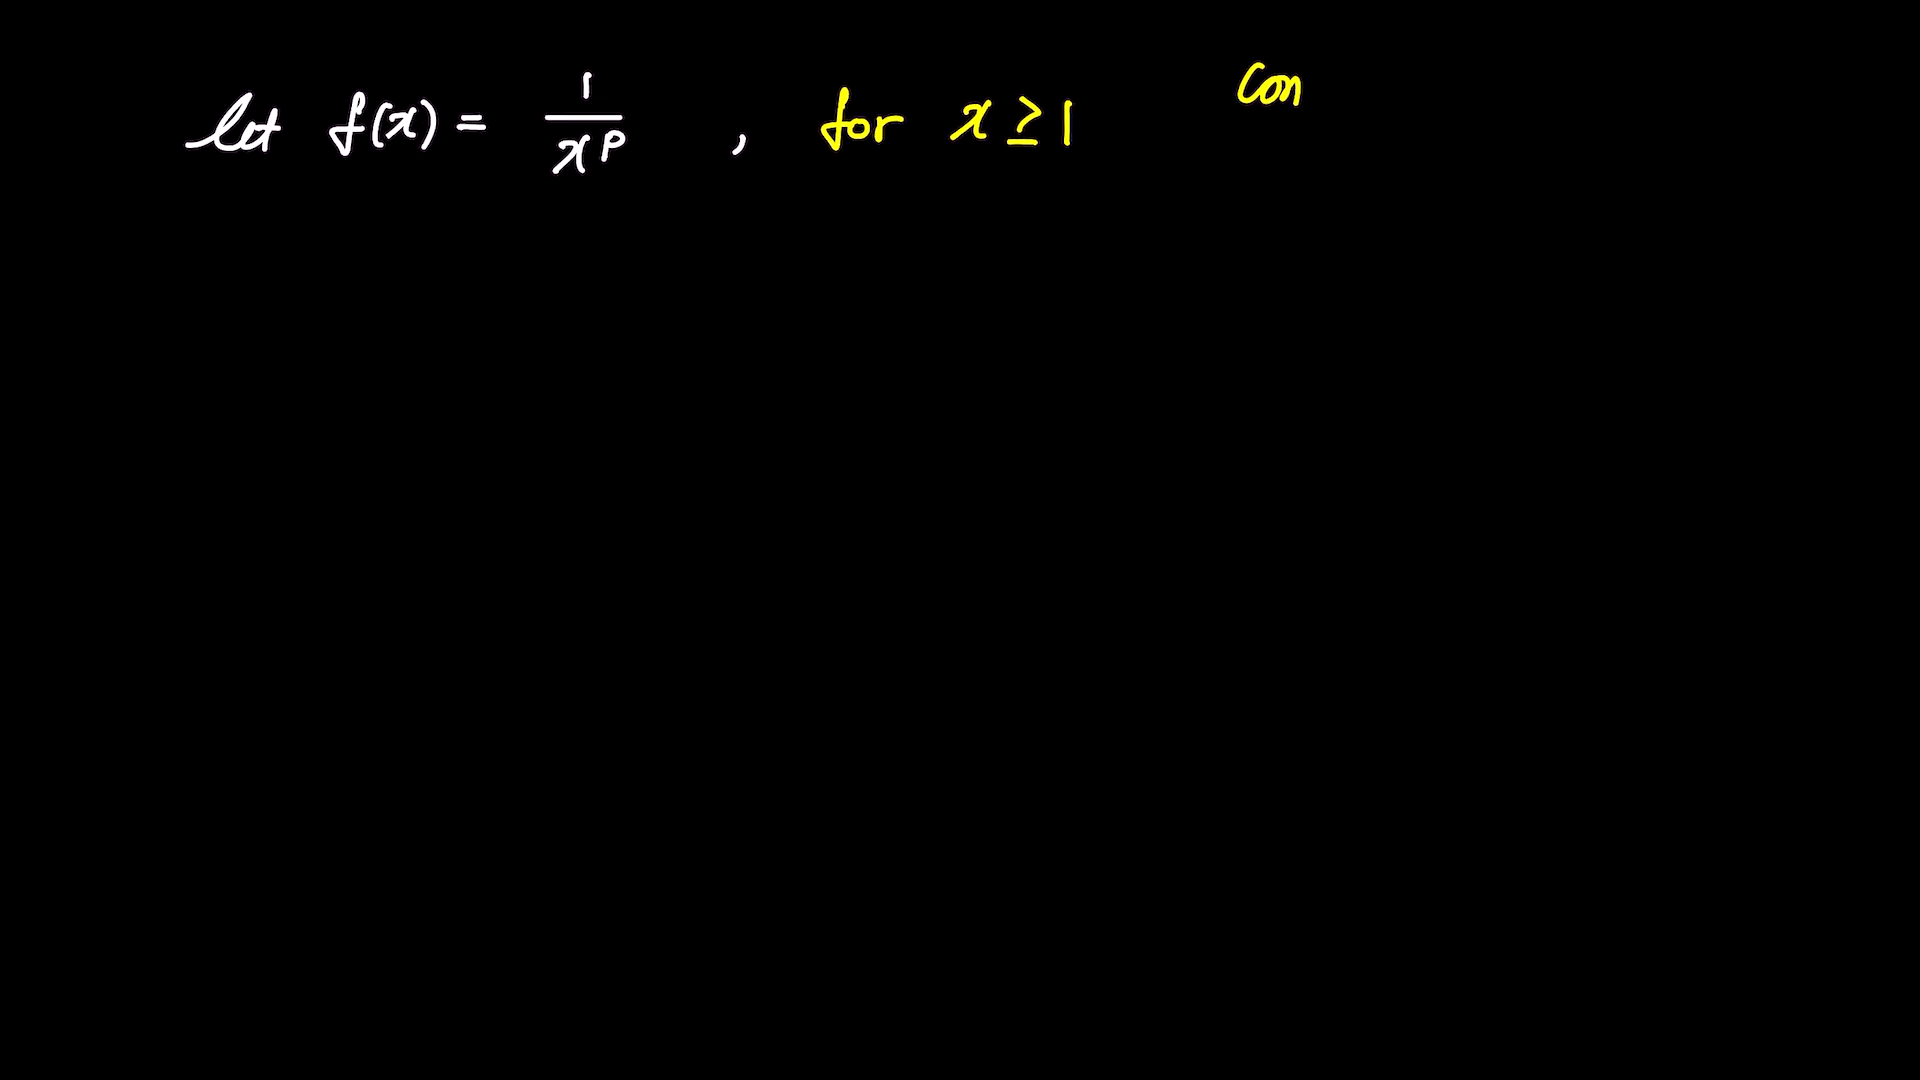 let f(x) = 1/x^p , for x ≥ 1 Con